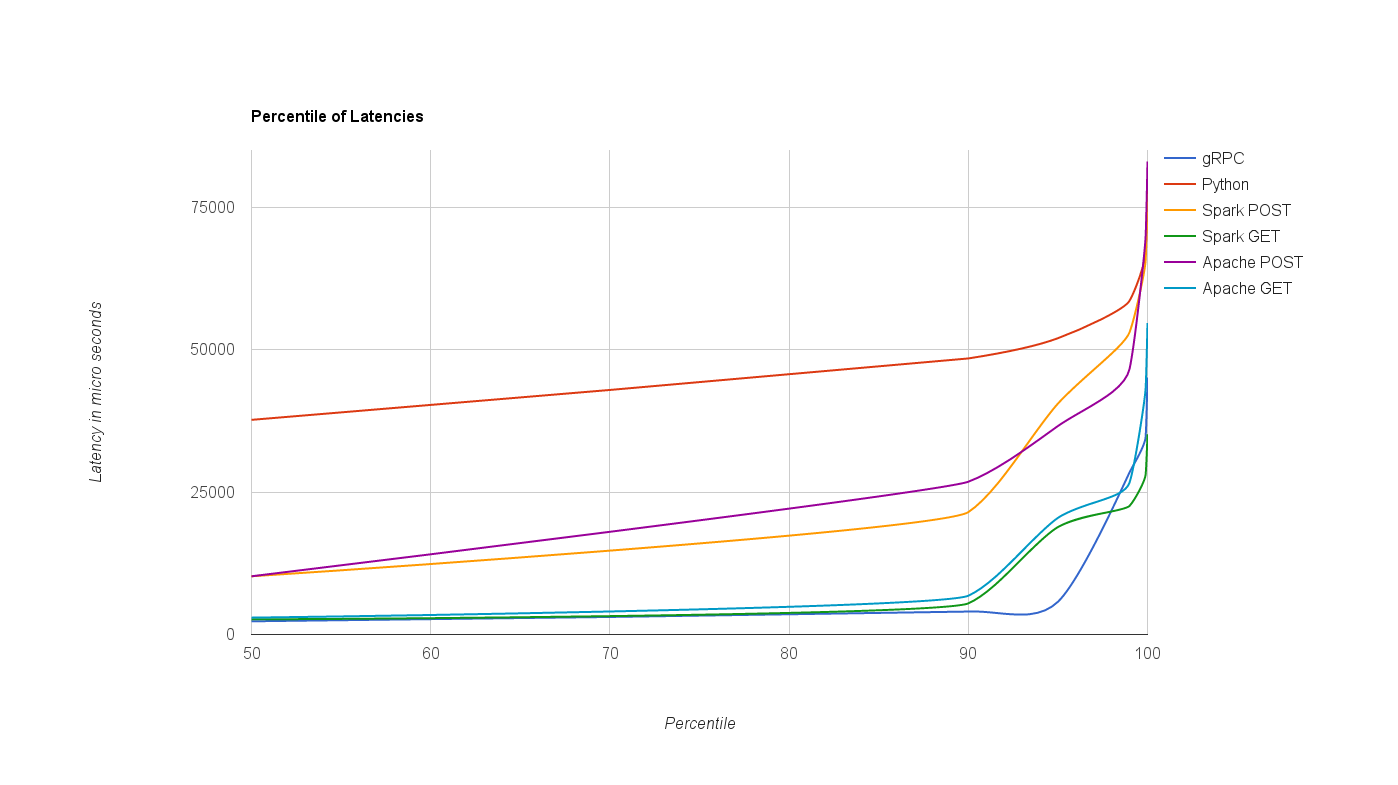 Percentile of Latencies
gRPC
Python
Spark POST
Spark GET
Apache POST
Apache GET
75000
50000
25000
0
Latency in micro seconds
50 60 70 80 90 100
Percentile